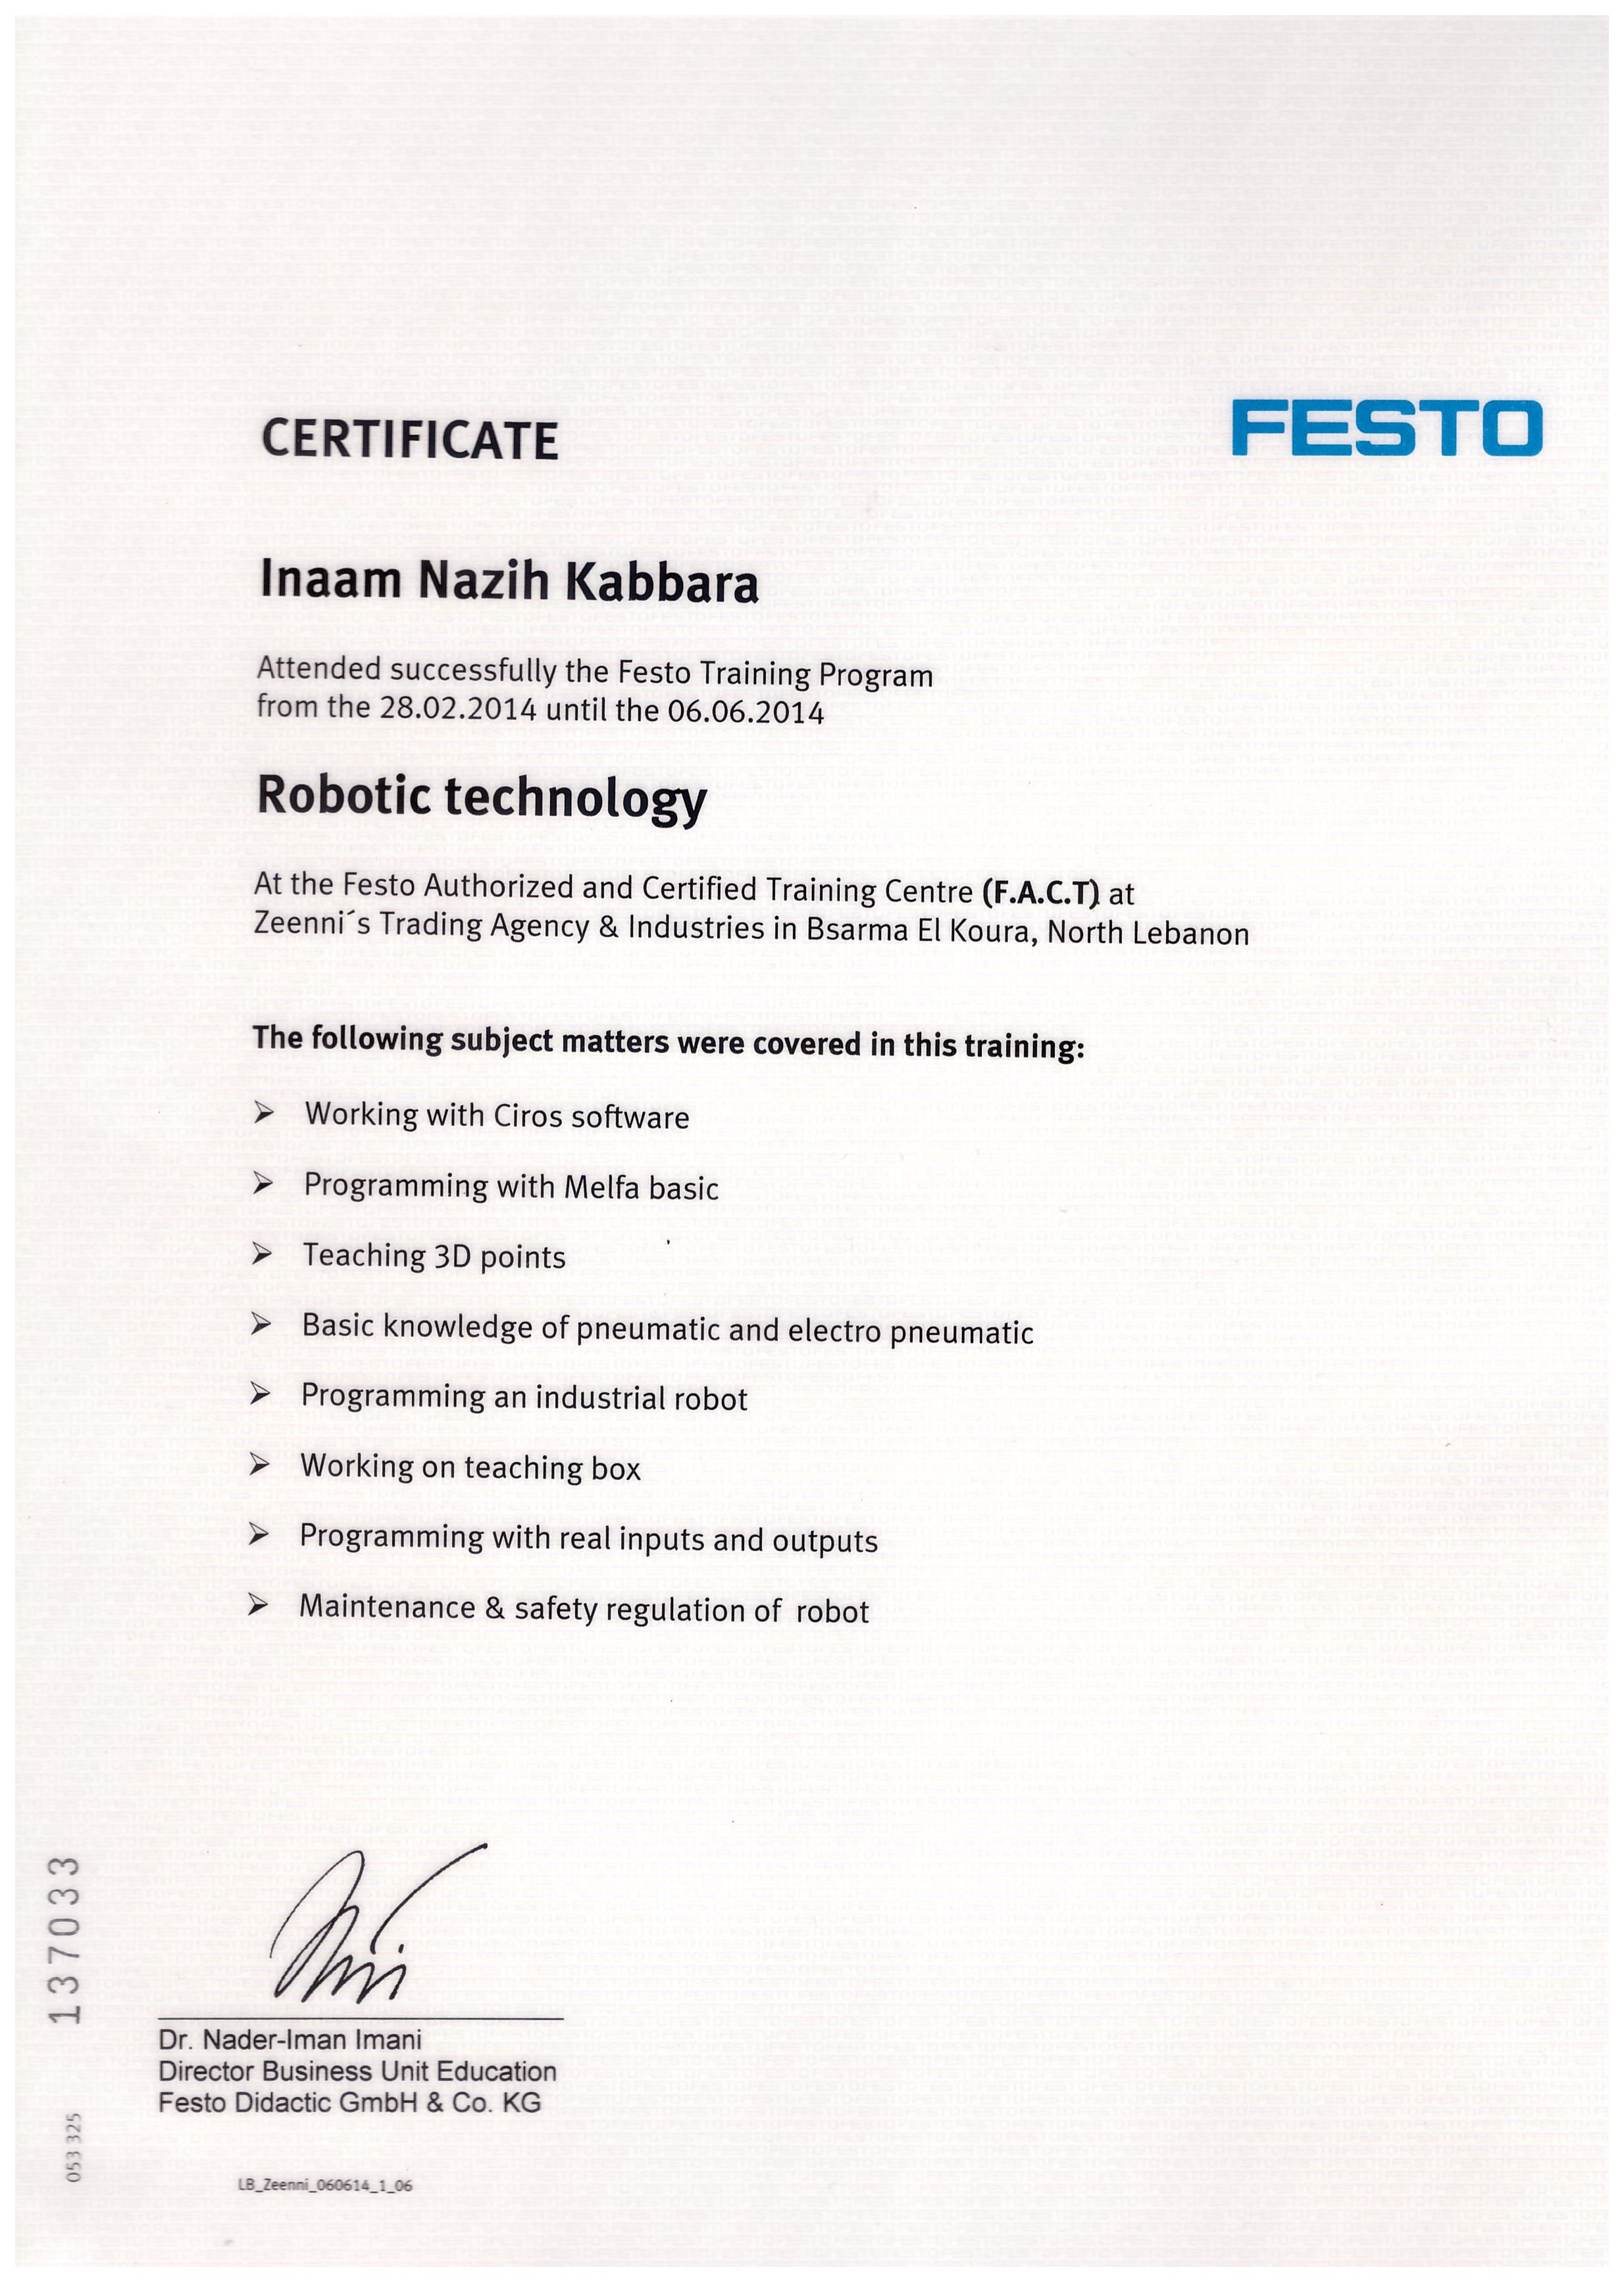 CERTIFICATE
FESTO
Inaam Nazih Kabbara
Attended successfully the Festo Training Program
from the 28.02.2014 until the 06.06.2014
Robotic technology
At the Festo Authorized and Certified Training Centre (F.A.C.T) at
Zeenni´s Trading Agency & Industries in Bsarma El Koura, North Lebanon
The following subject matters were covered in this training:
➢ Working with Ciros software
➢ Programming with Melfa basic
➢ Teaching 3D points
➢ Basic knowledge of pneumatic and electro pneumatic
➢ Programming an industrial robot
➢ Working on teaching box
➢ Programming with real inputs and outputs
➢ Maintenance & safety regulation of robot
Dr. Nader-Iman Imani
Director Business Unit Education
Festo Didactic GmbH & Co. KG
LB_Zeenni_060614_1_06
137033
053 325